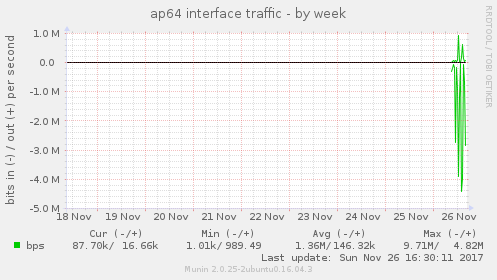 ap64 interface traffic - by week
RRDTOOL / TOBI OETIKER
bits in (-) / out (+) per second
1.0 M
0.0
-1.0 M
-2.0 M
-3.0 M
-4.0 M
-5.0 M
18 Nov 19 Nov 20 Nov 21 Nov 22 Nov 23 Nov 24 Nov 25 Nov 26 Nov
Cur (-/+) Min (-/+) Avg (-/+) Max (-/+)
bps 87.70k/ 16.66k 1.01k/989.49 1.36M/146.32k 9.71M/ 4.82M
Last update: Sun Nov 26 16:30:11 2017
Munin 2.0.25-2ubuntu0.16.04.3